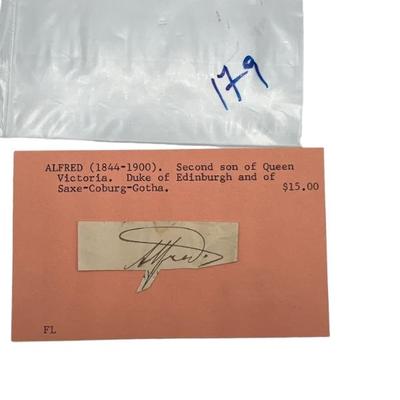 179
ALFRED (1844-1900). Second son of Queen
Victoria. Duke of Edinburgh and of
Saxe-Coburg-Gotha. $15.00
Alfred
FL